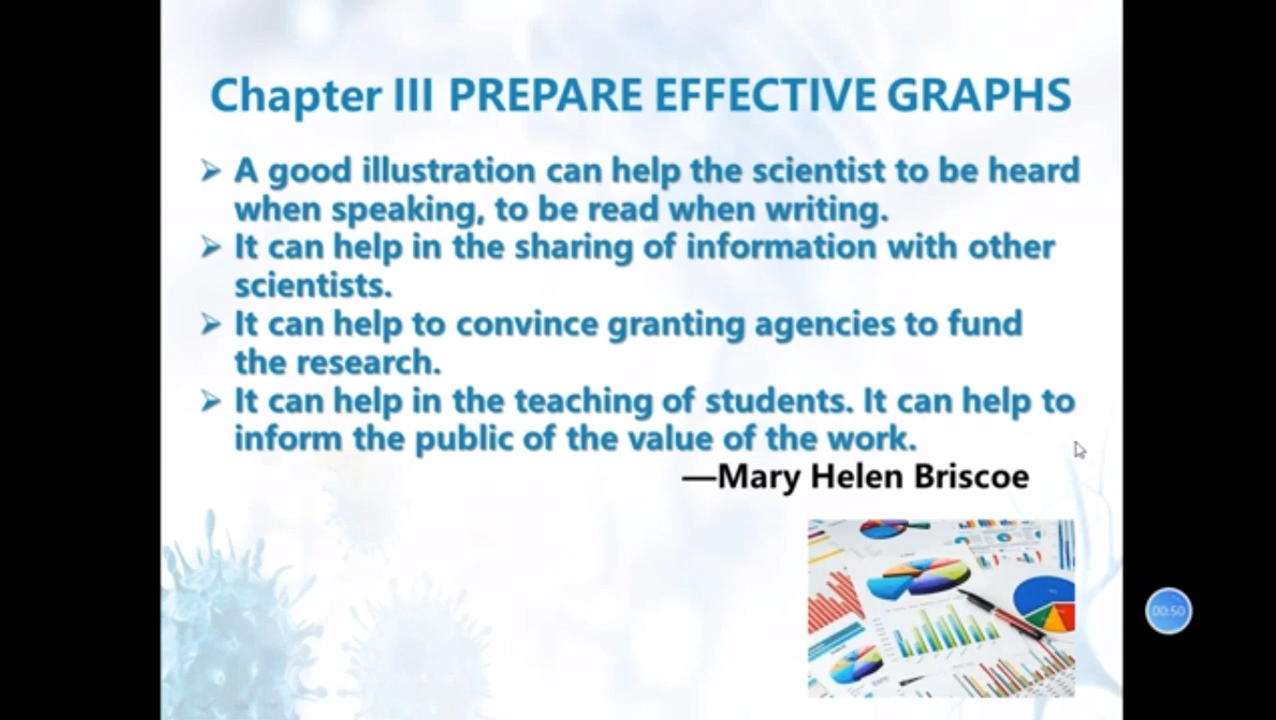 Chapter III PREPARE EFFECTIVE GRAPHS
➢ A good illustration can help the scientist to be heard
when speaking, to be read when writing.
➢ It can help in the sharing of information with other
scientists.
➢ It can help to convince granting agencies to fund
the research.
➢ It can help in the teaching of students. It can help to
inform the public of the value of the work.
—Mary Helen Briscoe
00:50